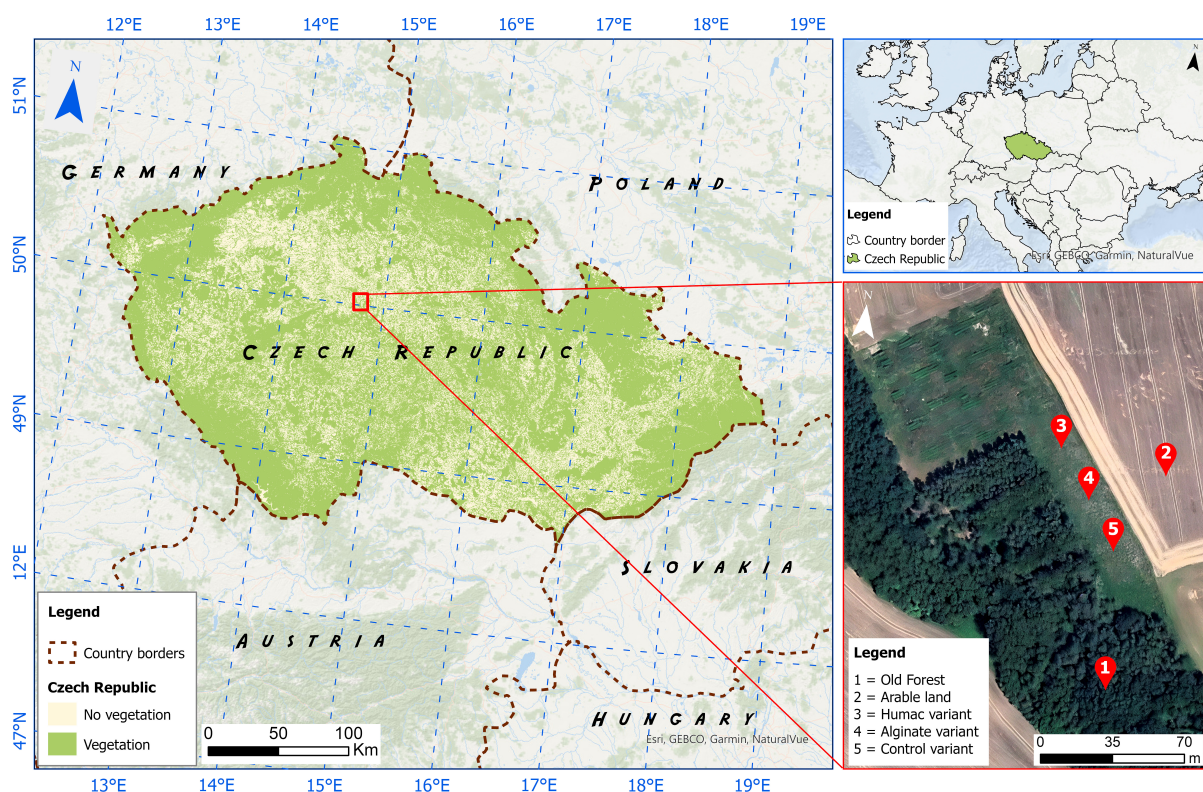 12°E 13°E 14°E 15°E 16°E 17°E 18°E 19°E
51°N
50°N
49°N
12°E
47°N
N
GERMANY
POLAND
CZECH REPUBLIC
SLOVAKIA
AUSTRIA
HUNGARY
Legend
Country borders
Czech Republic
No vegetation
Vegetation
0 50 100
Km
Esri, GEBCO, Garmin, NaturalVue
13°E 14°E 15°E 16°E 17°E 18°E 19°E
N
Legend
Country border
Czech Republic
Esri, GEBCO, Garmin, NaturalVue
N
3
2
4
5
1
Legend
1 = Old Forest
2 = Arable land
3 = Humac variant
4 = Alginate variant
5 = Control variant
0 35 70
m